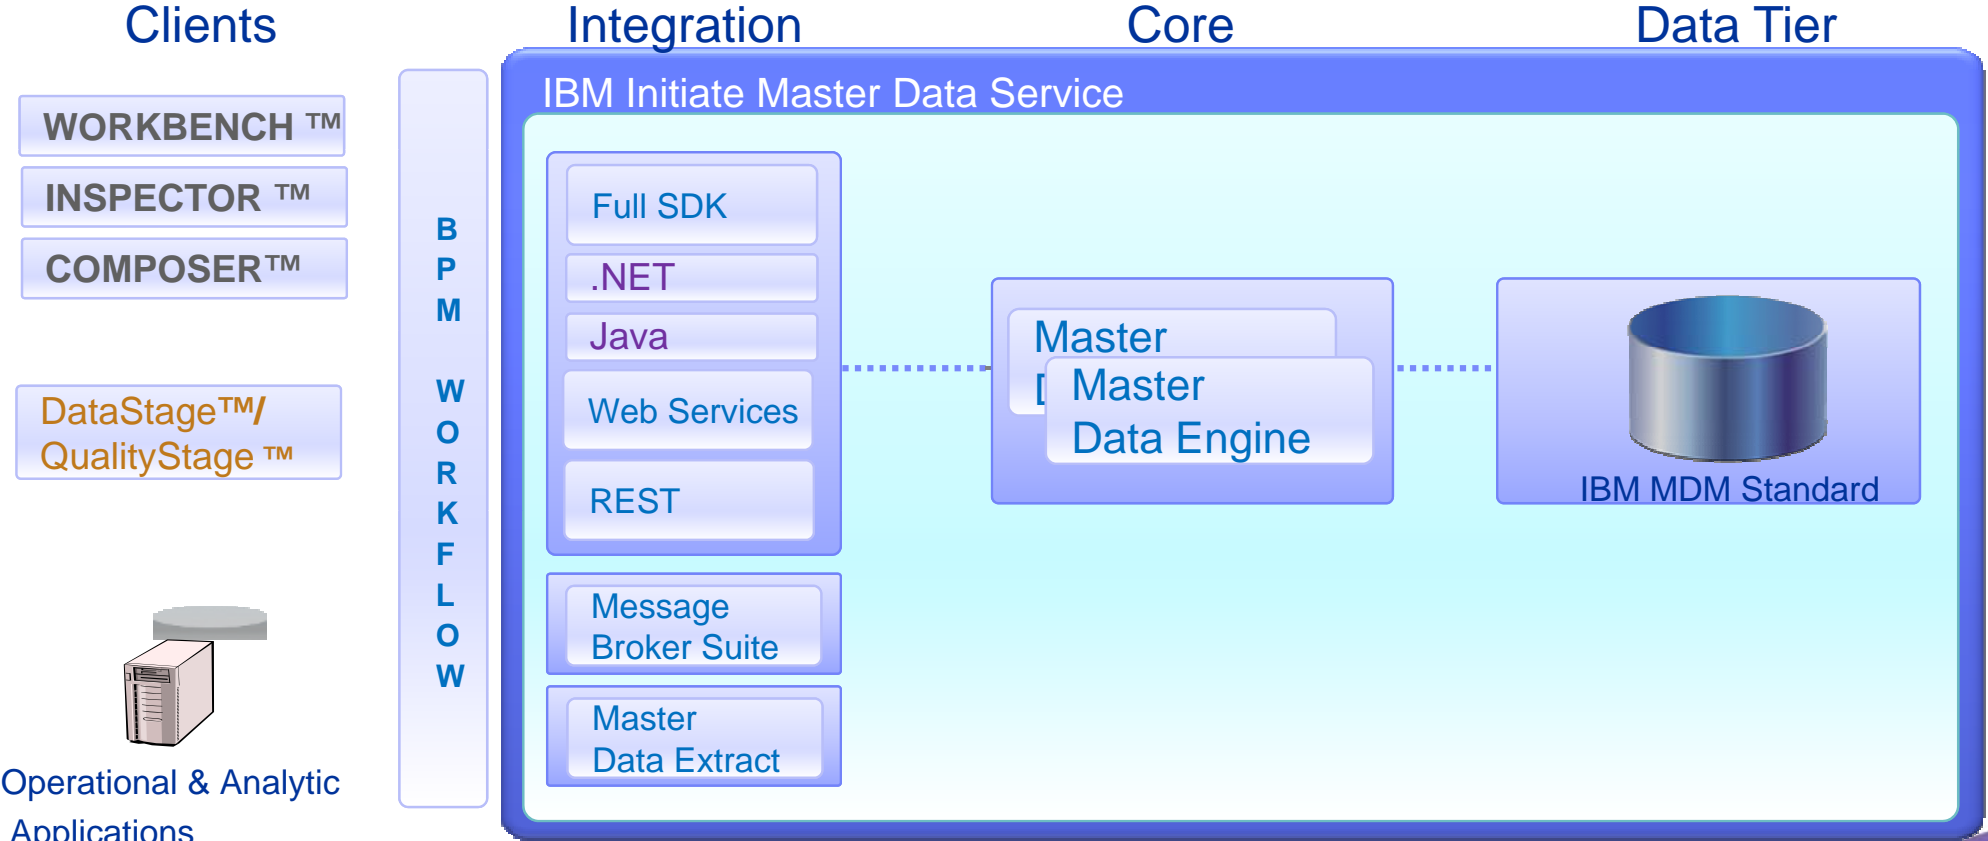 Clients
Integration
Core
Data Tier
IBM Initiate Master Data Service
WORKBENCH ™
INSPECTOR ™
COMPOSER™
DataStage™/
QualityStage ™
Operational & Analytic
Applications
B
P
M
W
O
R
K
F
L
O
W
Full SDK
.NET
Java
Web Services
REST
Message
Broker Suite
Master
Data Extract
Master
Master
Data Engine
IBM MDM Standard